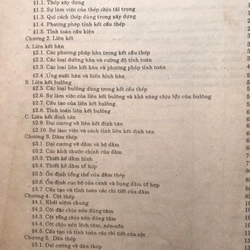 §1.1. Thép xây dựng
§1.2. Sự làm việc của thép chịu tải trọng
§1.3. Qui cách thép dùng trong xây dựng
§1.4. Phương pháp tính kết cấu thép
§1.5. Tính toán cấu kiện
Chương 2. Liên kết
A. Liên kết hàn
§2.1. Các phương pháp hàn trong kết cấu thép
§2.2. Các loại đường hàn và cường độ tính toán
§2.3. Các loại liên kết hàn và phương pháp tính toán
§2.4. Ứng suất hàn và biến hình hàn
B. Liên kết bulông
§2.5. Các loại bulông dùng trong kết cấu thép
§2.6. Sự làm việc của liên kết bulông và khả năng chịu lực của bulông
§2.7. Cấu tạo của liên kết bulông
§2.8. Tính toán liên kết bulông
C. Liên kết đinh tán
§2.9. Đại cương về liên kết đinh tán
§2.10. Sự làm việc và cách tính liên kết đinh tán
Chương 3. Dầm thép
§3.1. Đại cương về dầm và hệ dầm
§3.2. Các kích thước chính của dầm
§3.3. Thiết kế dầm hình
§3.4. Thiết kế dầm tổ hợp
§3.5. Ổn định tổng thể của dầm thép
§3.6. Ổn định cục bộ của cánh và bụng dầm tổ hợp
§3.7. Cấu tạo và tính toán các chi tiết của dầm
Chương 4. Cột thép
§4.1. Khái niệm chung
§4.2. Cột đặc chịu nén đúng tâm
§4.3. Cột rỗng nén đúng tâm
§4.4. Cột chịu nén lệch tâm, nén-uốn
§4.5. Cấu tạo và tính toán các chi tiết của cột
Chương 5. Dàn thép
§5.1. Đại cương về dàn thép